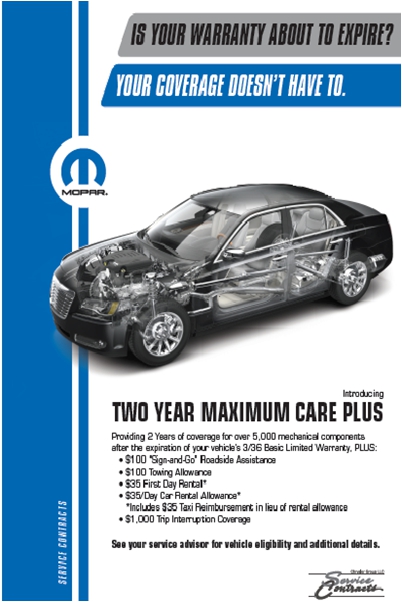 IS YOUR WARRANTY ABOUT TO EXPIRE?
YOUR COVERAGE DOESN'T HAVE TO.
MOPAR®
Introducing
TWO YEAR MAXIMUM CARE PLUS
Providing 2 Years of coverage for over 5,000 mechanical components
after the expiration of your vehicle's 3/36 Basic Limited Warranty, PLUS:
• $100 "Sign-and-Go" Roadside Assistance
• $100 Towing Allowance
• $35 First Day Rental*
• $35/Day Car Rental Allowance*
*Includes $35 Taxi Reimbursement in lieu of rental allowance
• $1,000 Trip Interruption Coverage
See your service advisor for vehicle eligibility and additional details.
SERVICE CONTRACTS
Chrysler Group LLC
Service
Contracts